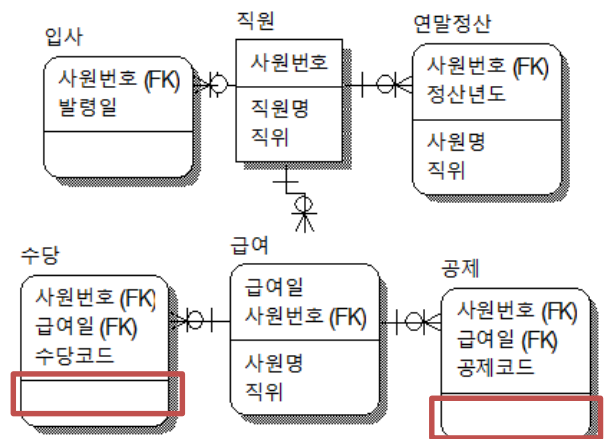 입사
사원번호 (FK)
발령일
직원
사원번호
직원명
직위
연말정산
사원번호 (FK)
정산년도
사원명
직위
수당
사원번호 (FK)
급여일 (FK)
수당코드
급여
급여일
사원번호 (FK)
사원명
직위
공제
사원번호 (FK)
급여일 (FK)
공제코드